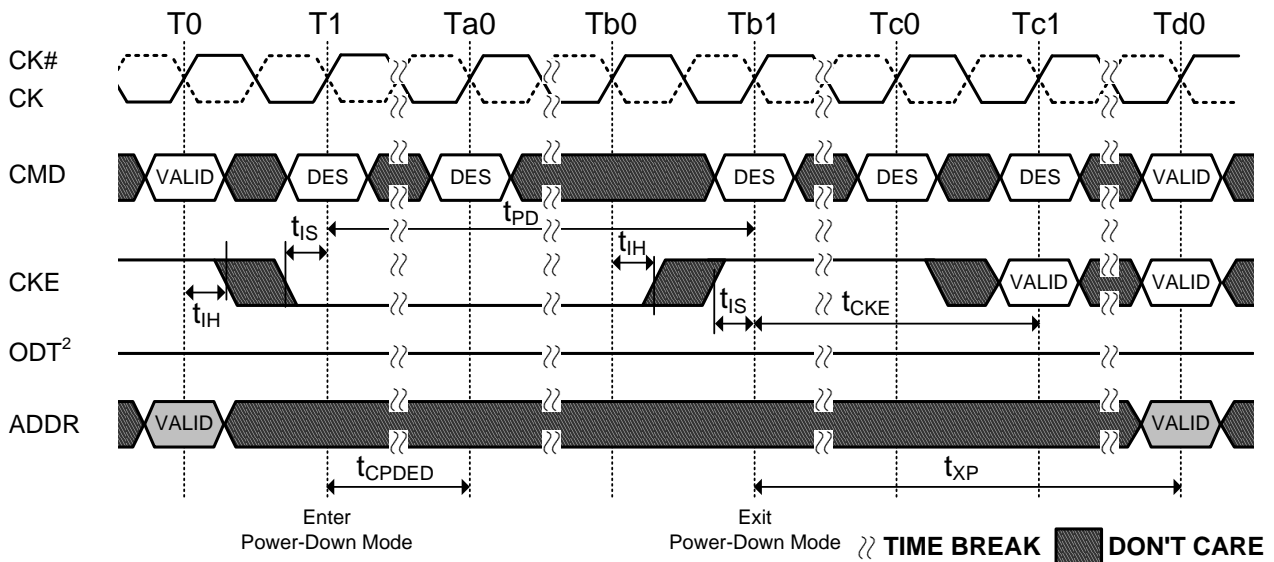 T0 T1 Ta0 Tb0 Tb1 Tc0 Tc1 Td0
CK#
CK
CMD VALID DES DES DES DES DES VALID
tPD
tIS tIH
CKE VALID VALID
tIH tIS tCKE
ODT2
ADDR VALID VALID
tCPDED tXP
Enter
Power-Down Mode
Exit
Power-Down Mode
TIME BREAK DON'T CARE